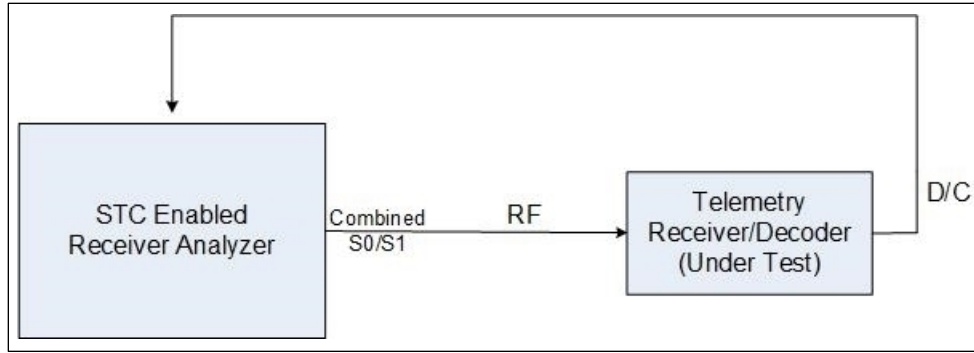 STC Enabled
Receiver Analyzer
Combined
S0/S1
RF
Telemetry
Receiver/Decoder
(Under Test)
D/C